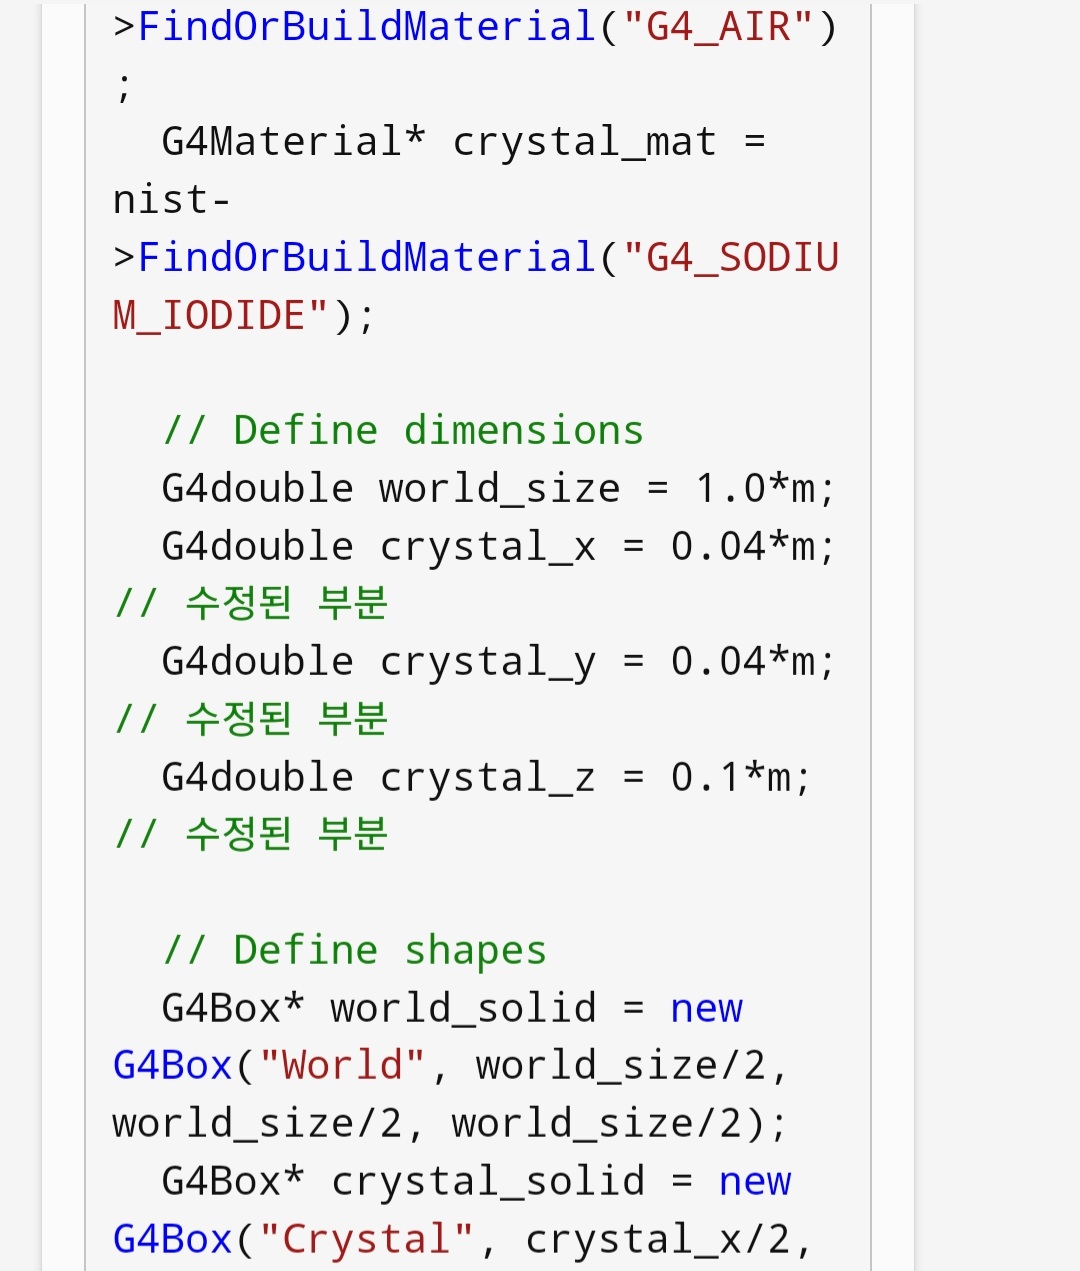 >FindOrBuildMaterial("G4_AIR")
;
  G4Material* crystal_mat =
nist-
>FindOrBuildMaterial("G4_SODIU
M_IODIDE");
  // Define dimensions
  G4double world_size = 1.0*m;
  G4double crystal_x = 0.04*m;
// 수정된 부분
  G4double crystal_y = 0.04*m;
// 수정된 부분
  G4double crystal_z = 0.1*m;
// 수정된 부분
  // Define shapes
  G4Box* world_solid = new
G4Box("World", world_size/2,
world_size/2, world_size/2);
  G4Box* crystal_solid = new
G4Box("Crystal", crystal_x/2,